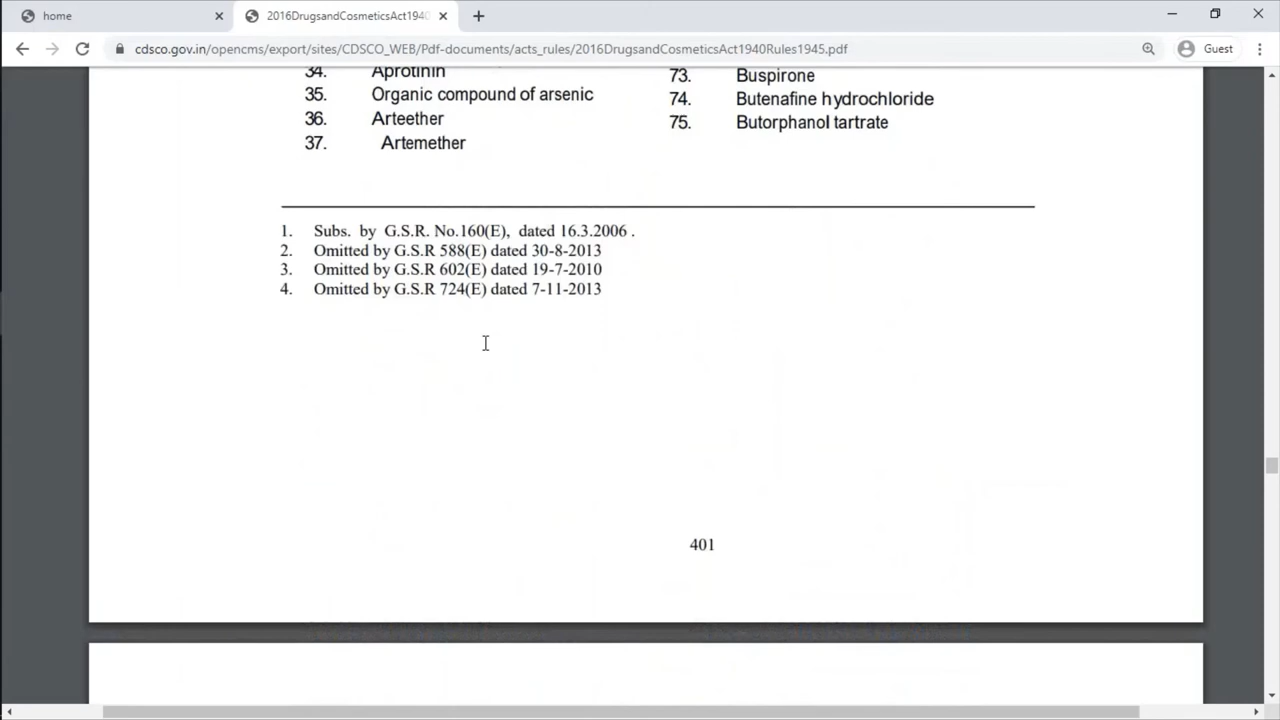 home
2016DrugsandCosmeticsAct1940
cdsco.gov.in/opencms/export/sites/CDSCO_WEB/Pdf-documents/acts_rules/2016DrugsandCosmeticsAct1940Rules1945.pdf
Guest
34. Aprotinin
35. Organic compound of arsenic
36. Arteether
37. Artemether
73. Buspirone
74. Butenafine hydrochloride
75. Butorphanol tartrate
1. Subs. by G.S.R. No.160(E), dated 16.3.2006 .
2. Omitted by G.S.R 588(E) dated 30-8-2013
3. Omitted by G.S.R 602(E) dated 19-7-2010
4. Omitted by G.S.R 724(E) dated 7-11-2013
401